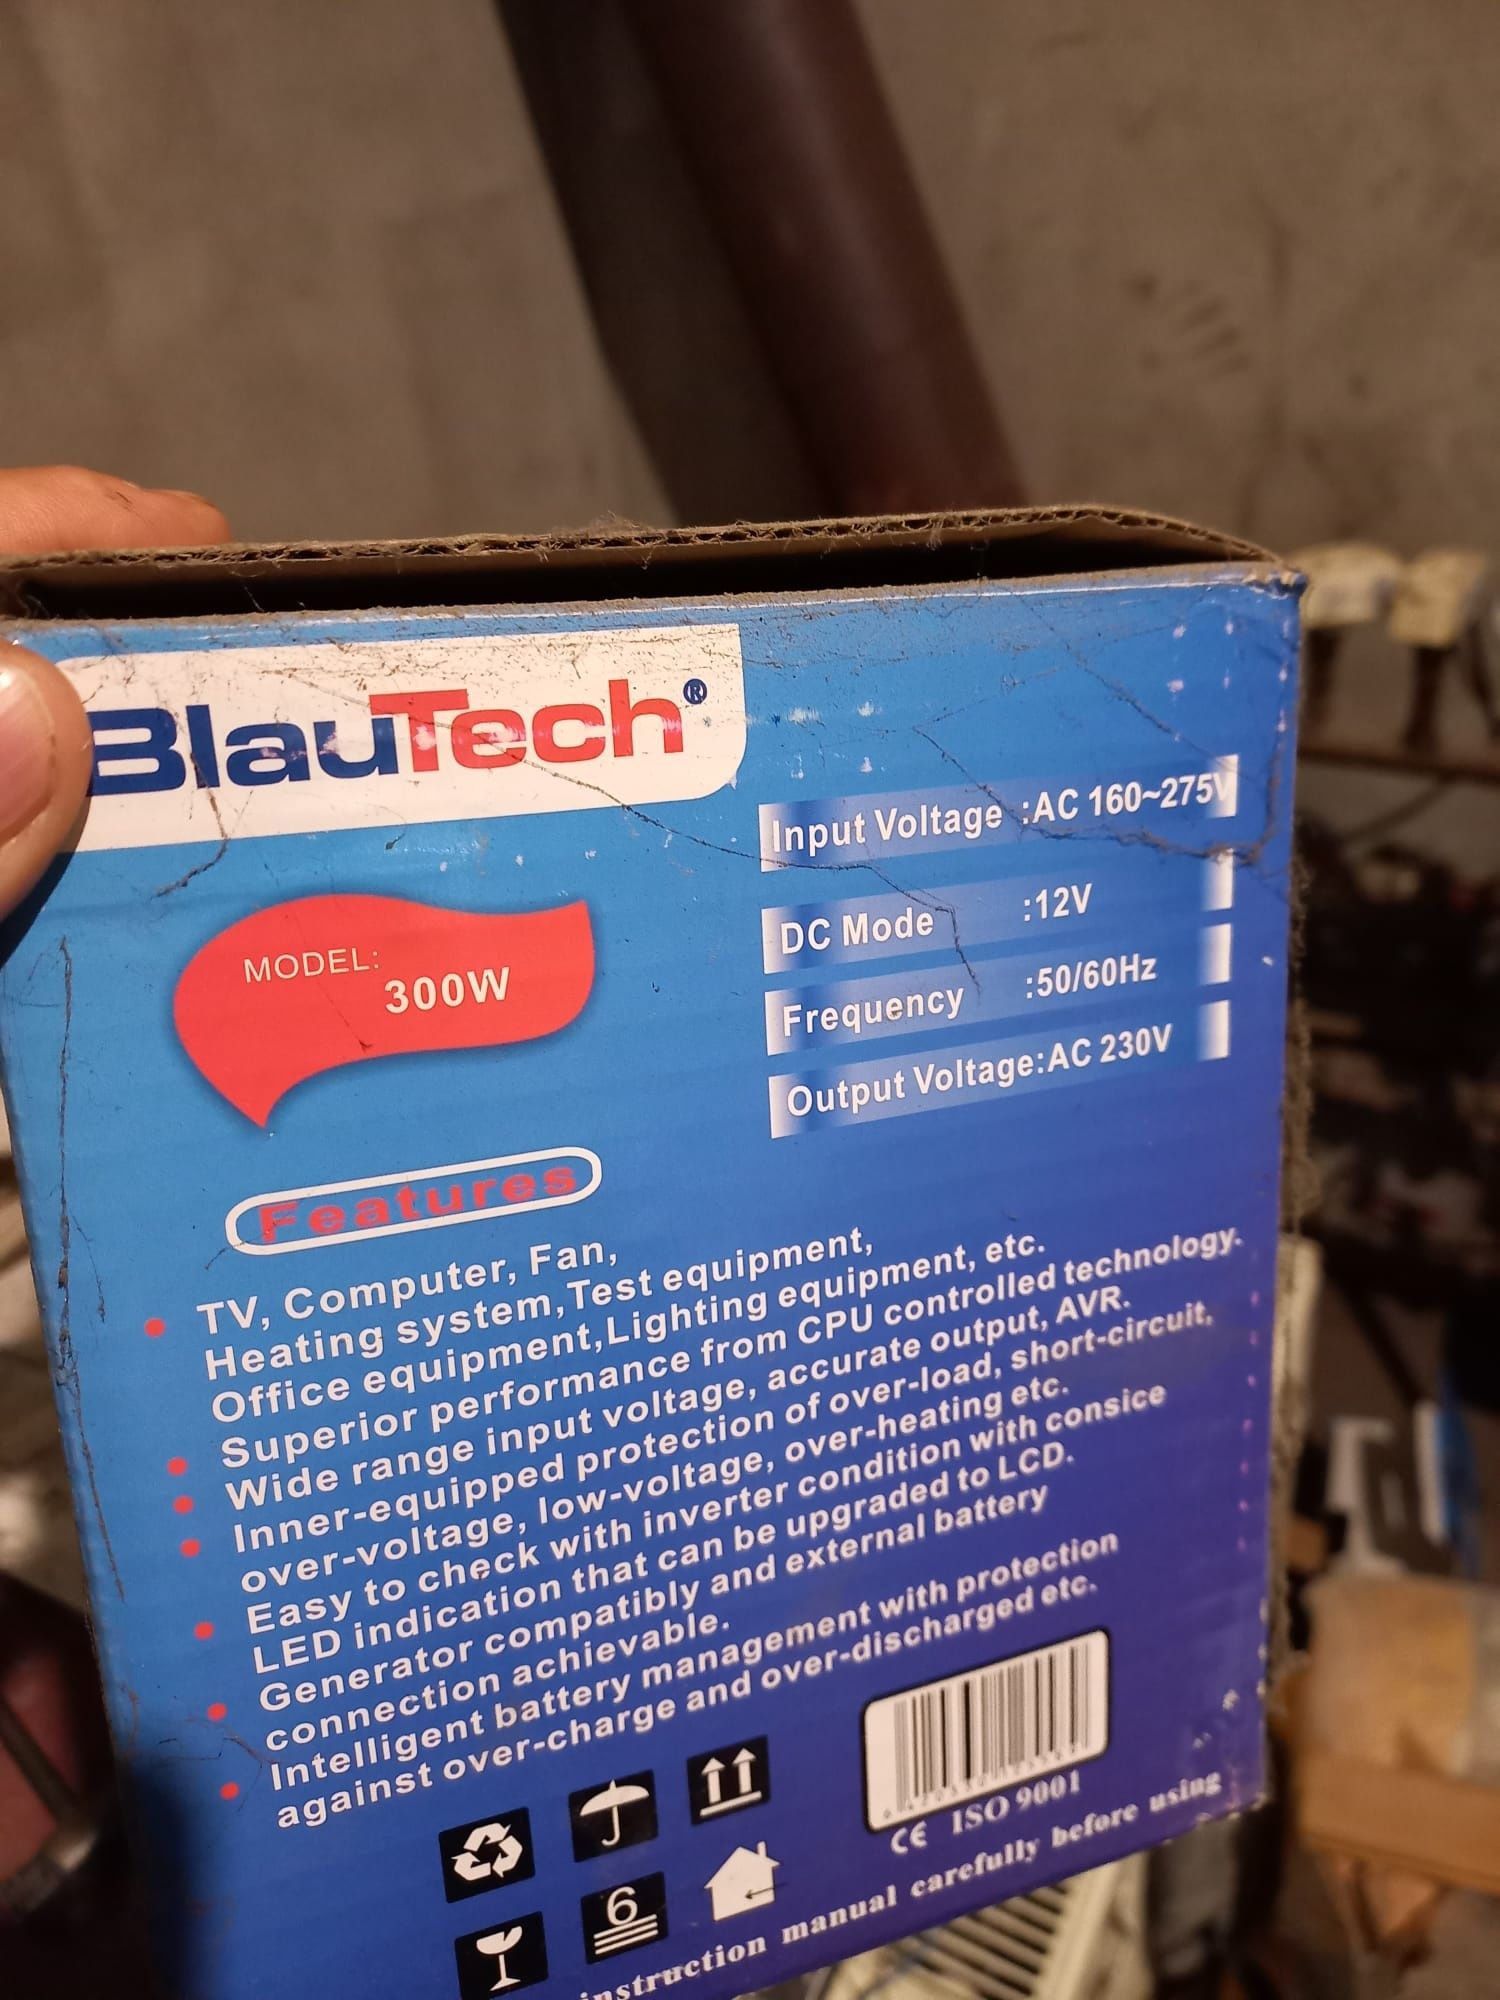 BlauTech®
Input Voltage :AC 160~275V
DC Mode :12V
Frequency :50/60Hz
Output Voltage:AC 230V
MODEL:
300W
Features
• TV, Computer, Fan,
Heating system,Test equipment,
Office equipment,Lighting equipment, etc.
• Superior performance from CPU controlled technology.
• Wide range input voltage, accurate output, AVR.
• Inner-equipped protection of over-load, short-circuit,
over-voltage, low-voltage, over-heating etc.
• Easy to check with inverter condition with consice
LED indication that can be upgraded to LCD.
• Generator compatibly and external battery
connection achievable.
• Intelligent battery management with protection
against over-charge and over-discharged etc.
6
CE ISO 9001
instruction manual carefully before using